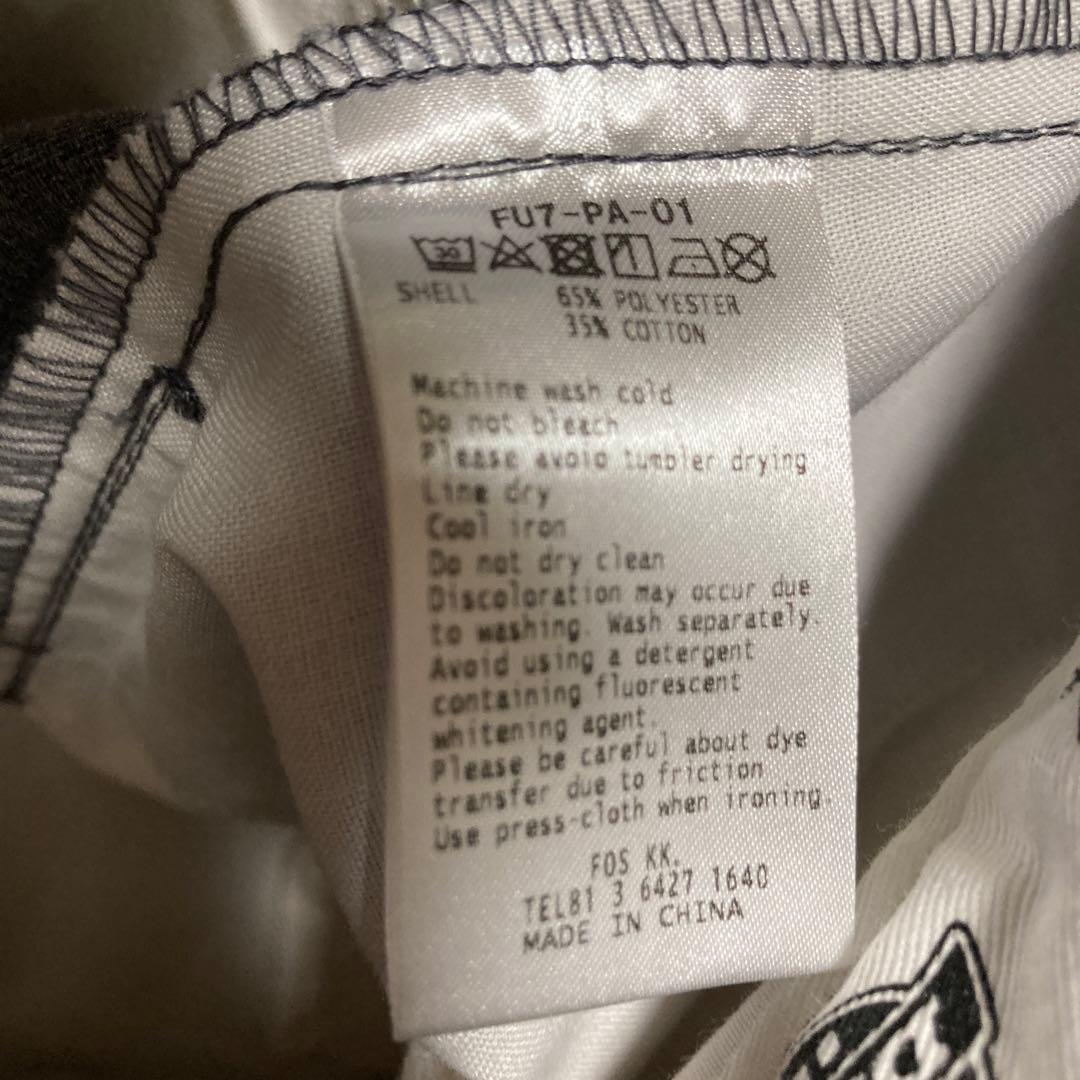 FU7-PA-01
30
SHELL 65% POLYESTER
35% COTTON
Machine wash cold
Do not bleach
Please avoid tumbler drying
Line dry
Cool iron
Do not dry clean
Discoloration may occur due
to washing. Wash separately.
Avoid using a detergent
containing fluorescent
whitening agent.
Please be careful about dye
transfer due to friction
Use press-cloth when ironing.
FOS KK.
TEL81 3 6427 1640
MADE IN CHINA